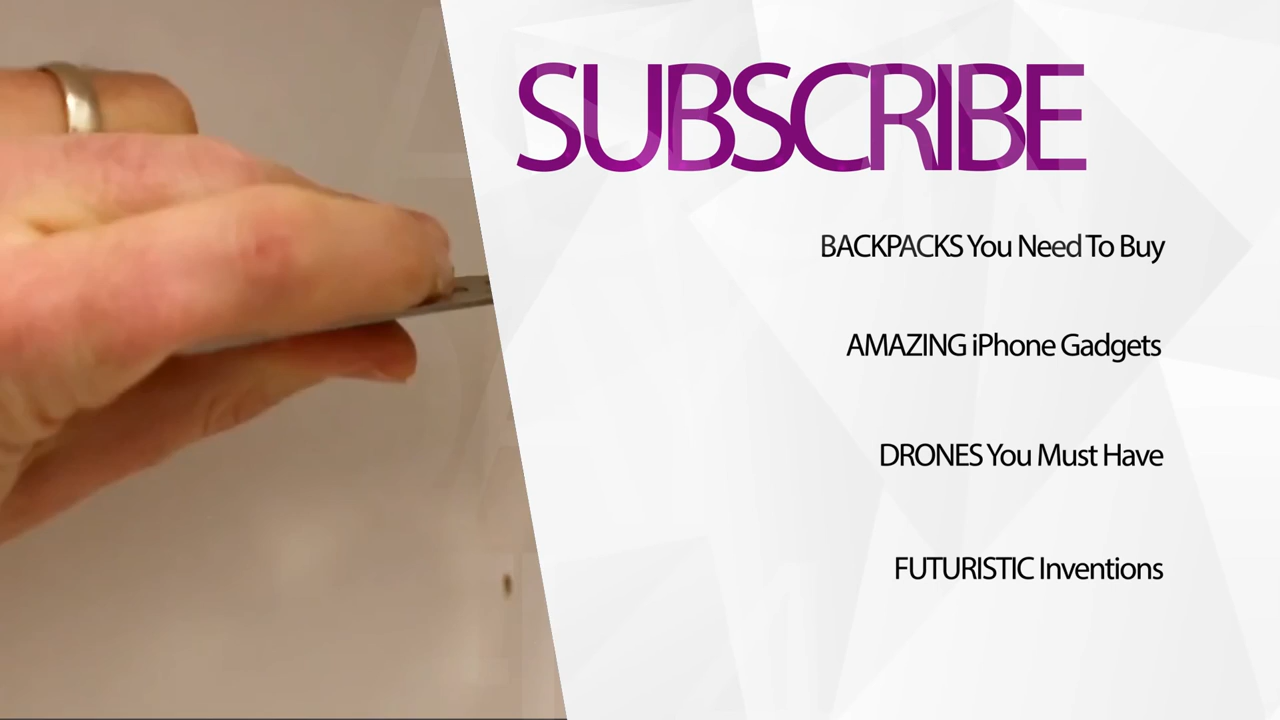 SUBSCRIBE
BACKPACKS You Need To Buy
AMAZING iPhone Gadgets
DRONES You Must Have
FUTURISTIC Inventions